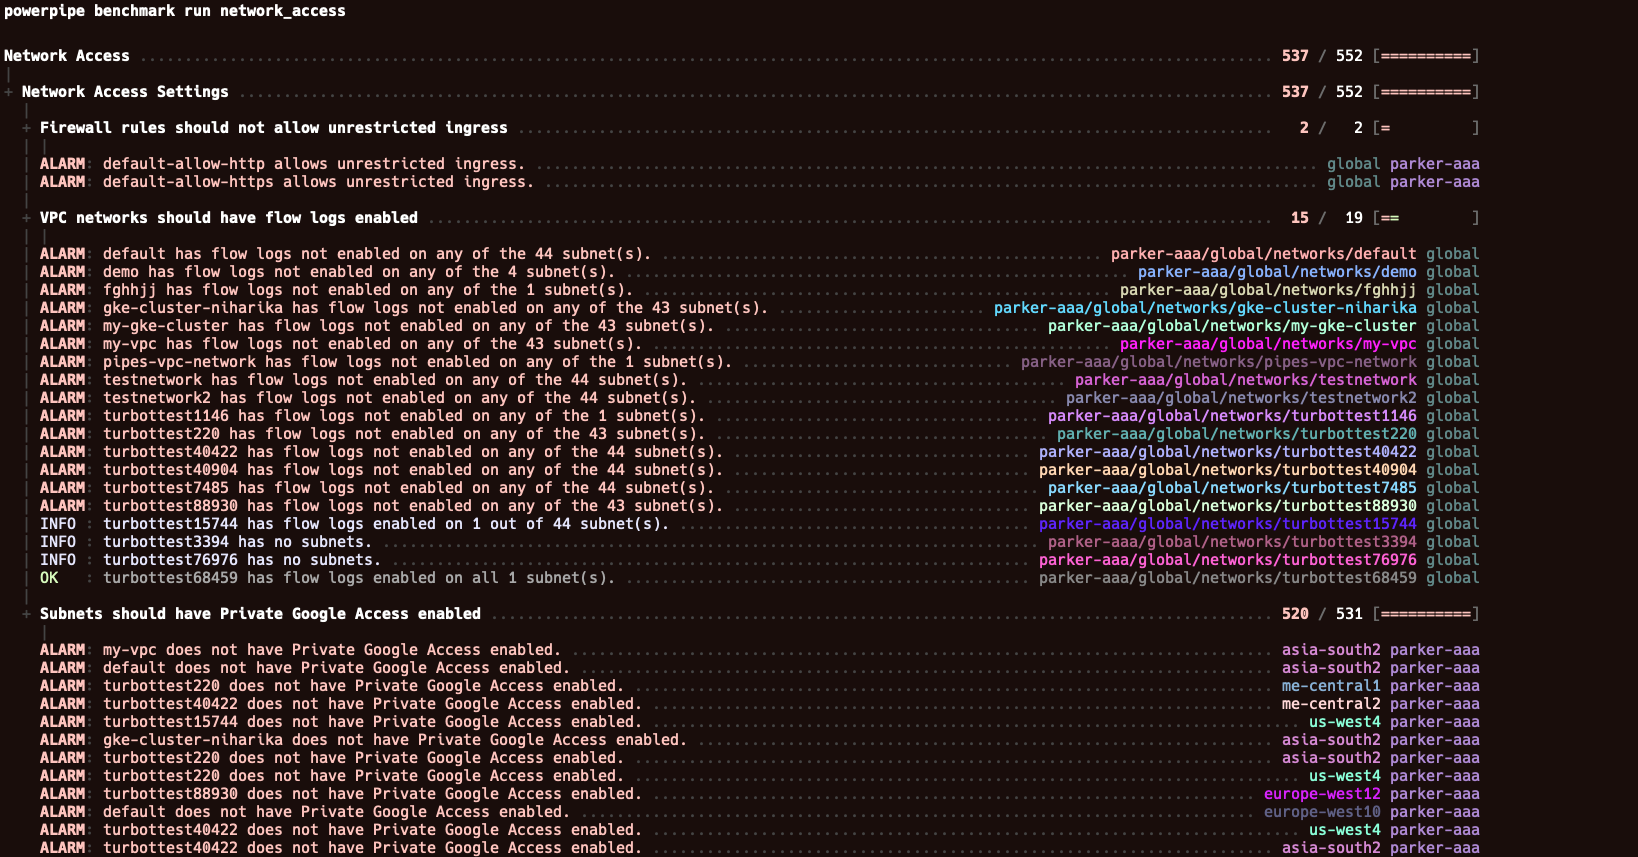 powerpipe benchmark run network_access
Network Access ........ 537 / 552 [==========]
+ Network Access Settings ........ 537 / 552 [==========]
+ Firewall rules should not allow unrestricted ingress ........ 2 / 2 [= ]
ALARM: default-allow-http allows unrestricted ingress. ........ global parker-aaa
ALARM: default-allow-https allows unrestricted ingress. ........ global parker-aaa
+ VPC networks should have flow logs enabled ........ 15 / 19 [== ]
ALARM: default has flow logs not enabled on any of the 44 subnet(s). ........ parker-aaa/global/networks/default global
ALARM: demo has flow logs not enabled on any of the 4 subnet(s). ........ parker-aaa/global/networks/demo global
ALARM: fghhjj has flow logs not enabled on any of the 1 subnet(s). ........ parker-aaa/global/networks/fghhjj global
ALARM: gke-cluster-niharika has flow logs not enabled on any of the 43 subnet(s). ........ parker-aaa/global/networks/gke-cluster-niharika global
ALARM: my-gke-cluster has flow logs not enabled on any of the 43 subnet(s). ........ parker-aaa/global/networks/my-gke-cluster global
ALARM: my-vpc has flow logs not enabled on any of the 43 subnet(s). ........ parker-aaa/global/networks/my-vpc global
ALARM: pipes-vpc-network has flow logs not enabled on any of the 1 subnet(s). ........ parker-aaa/global/networks/pipes-vpc-network global
ALARM: testnetwork has flow logs not enabled on any of the 44 subnet(s). ........ parker-aaa/global/networks/testnetwork global
ALARM: testnetwork2 has flow logs not enabled on any of the 44 subnet(s). ........ parker-aaa/global/networks/testnetwork2 global
ALARM: turbottest1146 has flow logs not enabled on any of the 1 subnet(s). ........ parker-aaa/global/networks/turbottest1146 global
ALARM: turbottest220 has flow logs not enabled on any of the 43 subnet(s). ........ parker-aaa/global/networks/turbottest220 global
ALARM: turbottest40422 has flow logs not enabled on any of the 44 subnet(s). ........ parker-aaa/global/networks/turbottest40422 global
ALARM: turbottest40904 has flow logs not enabled on any of the 44 subnet(s). ........ parker-aaa/global/networks/turbottest40904 global
ALARM: turbottest7485 has flow logs not enabled on any of the 44 subnet(s). ........ parker-aaa/global/networks/turbottest7485 global
ALARM: turbottest88930 has flow logs not enabled on any of the 43 subnet(s). ........ parker-aaa/global/networks/turbottest88930 global
INFO : turbottest15744 has flow logs enabled on 1 out of 44 subnet(s). ........ parker-aaa/global/networks/turbottest15744 global
INFO : turbottest3394 has no subnets. ........ parker-aaa/global/networks/turbottest3394 global
INFO : turbottest76976 has no subnets. ........ parker-aaa/global/networks/turbottest76976 global
OK : turbottest68459 has flow logs enabled on all 1 subnet(s). ........ parker-aaa/global/networks/turbottest68459 global
+ Subnets should have Private Google Access enabled ........ 520 / 531 [==========]
ALARM: my-vpc does not have Private Google Access enabled. ........ asia-south2 parker-aaa
ALARM: default does not have Private Google Access enabled. ........ asia-south2 parker-aaa
ALARM: turbottest220 does not have Private Google Access enabled. ........ me-central1 parker-aaa
ALARM: turbottest40422 does not have Private Google Access enabled. ........ me-central2 parker-aaa
ALARM: turbottest15744 does not have Private Google Access enabled. ........ us-west4 parker-aaa
ALARM: gke-cluster-niharika does not have Private Google Access enabled. ........ asia-south2 parker-aaa
ALARM: turbottest220 does not have Private Google Access enabled. ........ asia-south2 parker-aaa
ALARM: turbottest220 does not have Private Google Access enabled. ........ us-west4 parker-aaa
ALARM: turbottest88930 does not have Private Google Access enabled. ........ europe-west12 parker-aaa
ALARM: default does not have Private Google Access enabled. ........ europe-west10 parker-aaa
ALARM: turbottest40422 does not have Private Google Access enabled. ........ us-west4 parker-aaa
ALARM: turbottest40422 does not have Private Google Access enabled. ........ asia-south2 parker-aaa